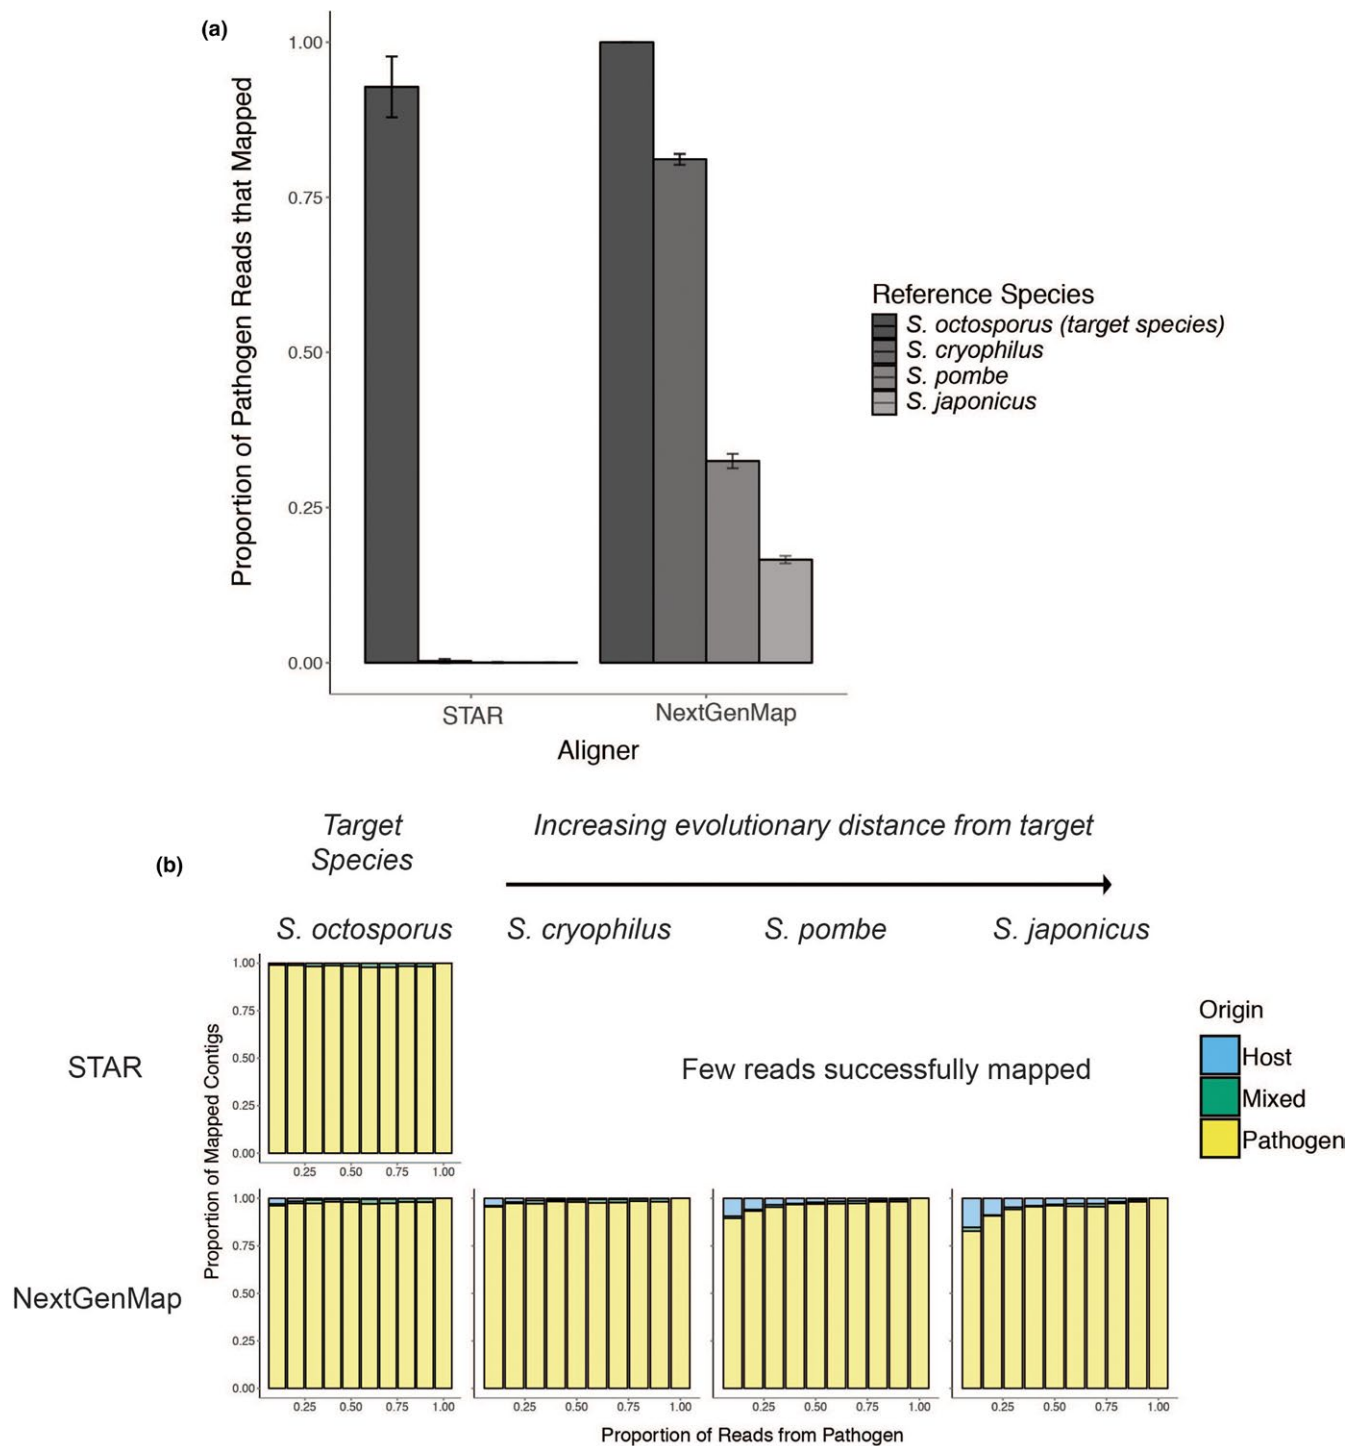 (a)
Proportion of Pathogen Reads that Mapped
1.00
0.75
0.50
0.25
0.00
STAR
NextGenMap
Aligner
Reference Species
S. octosporus (target species)
S. cryophilus
S. pombe
S. japonicus
(b)
Target
Species
Increasing evolutionary distance from target
S. octosporus
S. cryophilus
S. pombe
S. japonicus
STAR
Proportion of Mapped Contigs
1.00
0.75
0.50
0.25
0.00
0.25 0.50 0.75 1.00
Few reads successfully mapped
Origin
Host
Mixed
Pathogen
NextGenMap
1.00
0.75
0.50
0.25
0.00
0.25 0.50 0.75 1.00
0.25 0.50 0.75 1.00
0.25 0.50 0.75 1.00
0.25 0.50 0.75 1.00
Proportion of Reads from Pathogen